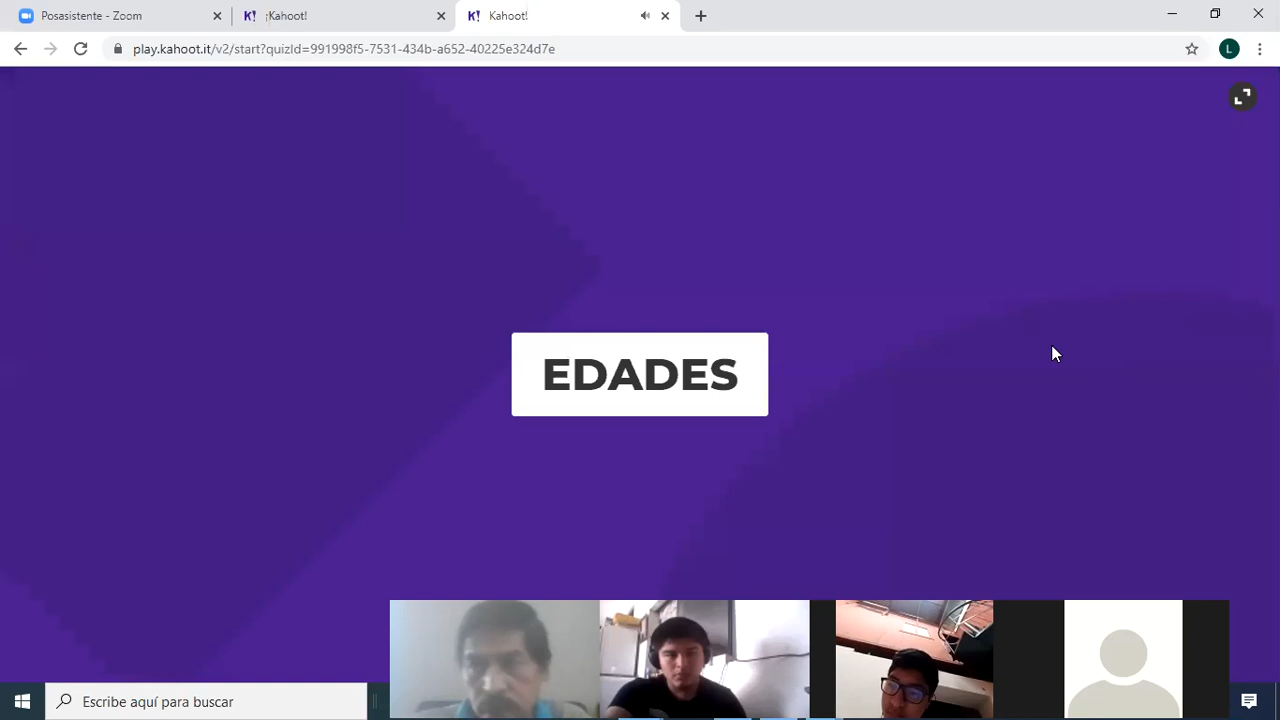 Posasistente - Zoom
K! ¡Kahoot!
K! Kahoot!
play.kahoot.it/v2/start?quizId=991998f5-7531-434b-a652-40225e324d7e
L
EDADES
Escribe aquí para buscar